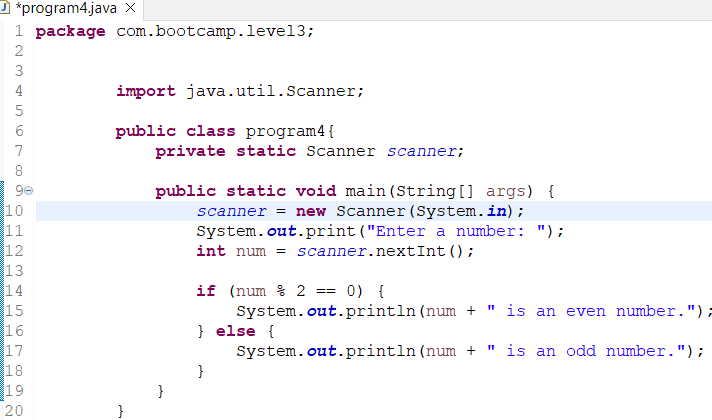 *program4.java
1 package com.bootcamp.level3;
2
3
4 import java.util.Scanner;
5
6 public class program4{
7 private static Scanner scanner;
8
9 public static void main(String[] args) {
10 scanner = new Scanner(System.in);
11 System.out.print("Enter a number: ");
12 int num = scanner.nextInt();
13
14 if (num % 2 == 0) {
15 System.out.println(num + " is an even number.");
16 } else {
17 System.out.println(num + " is an odd number.");
18 }
19 }
20 }